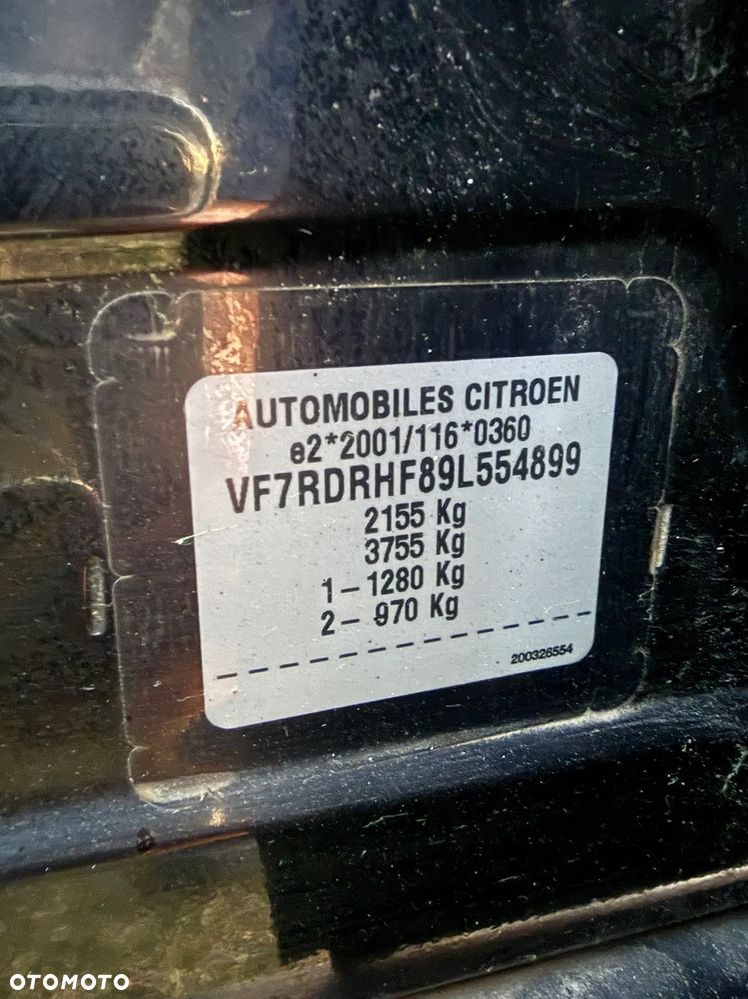 AUTOMOBILES CITROEN
e2*2001/116*0360
VF7RDRHF89L554899
2155 Kg
3755 Kg
1 – 1280 Kg
2 – 970 Kg
200326554
OTOMOTO